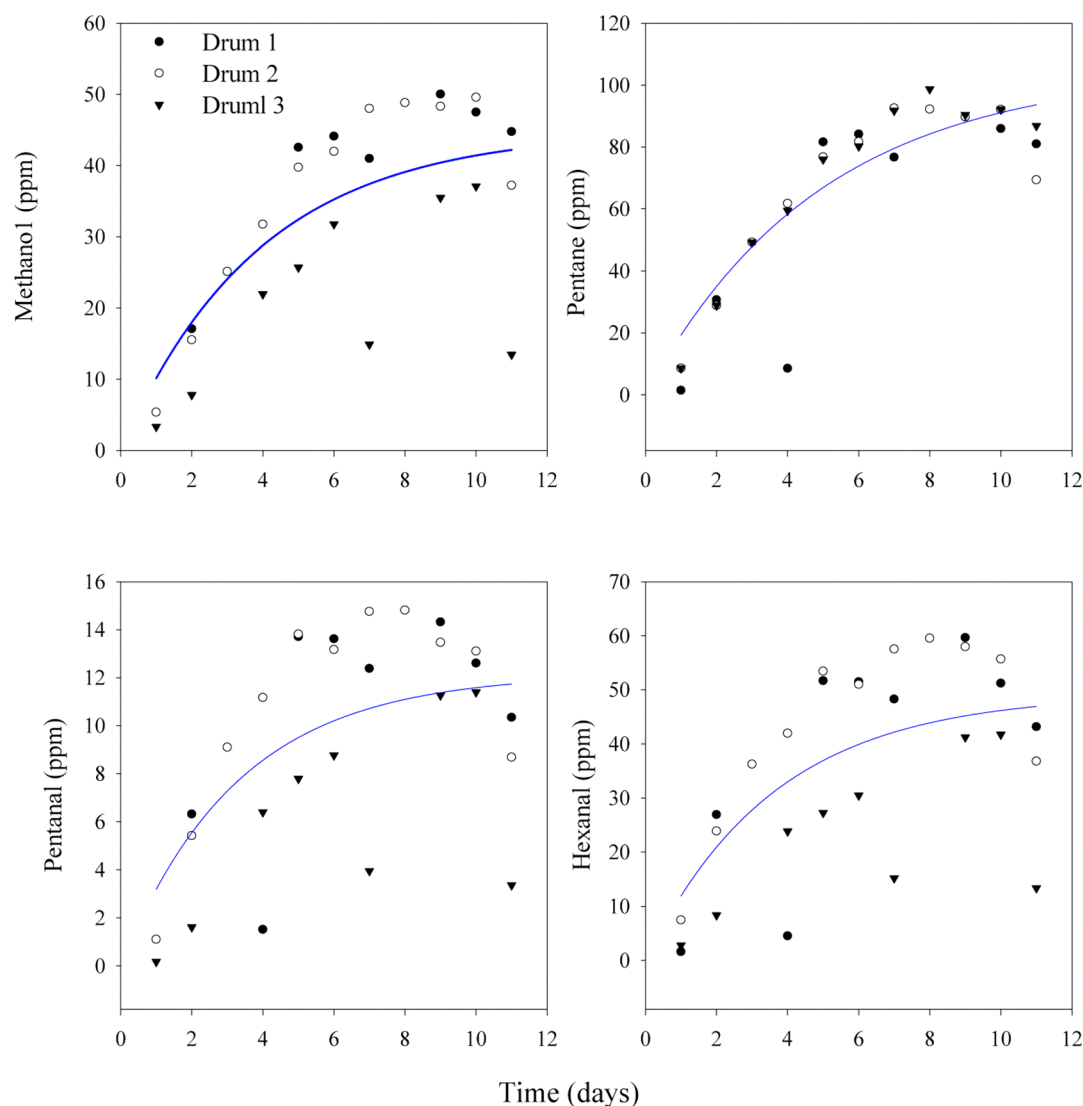 60
50
40
30
20
10
0
Methanol (ppm)
Drum 1
Drum 2
Druml 3
0 2 4 6 8 10 12
120
100
80
60
40
20
0
Pentane (ppm)
0 2 4 6 8 10 12
16
14
12
10
8
6
4
2
0
Pentanal (ppm)
0 2 4 6 8 10 12
70
60
50
40
30
20
10
0
Hexanal (ppm)
0 2 4 6 8 10 12
Time (days)